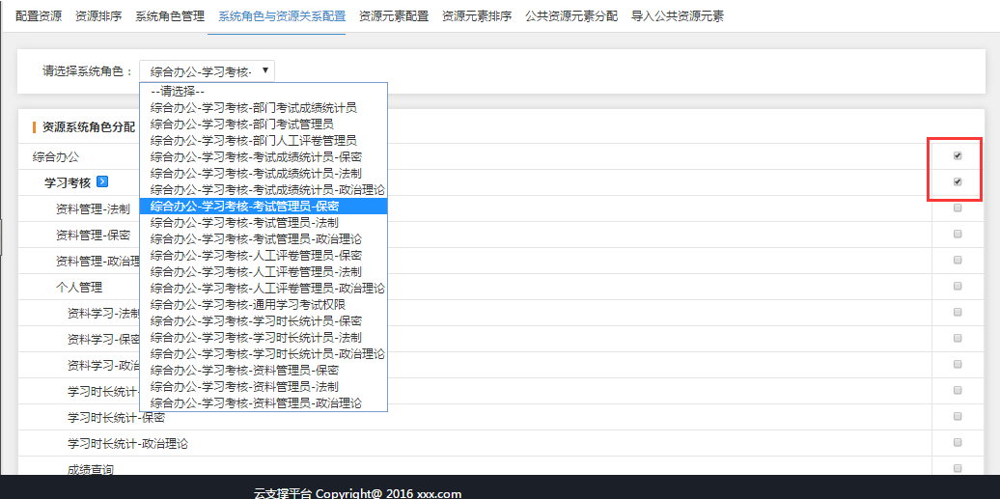 配置资源 资源排序 系统角色管理 系统角色与资源关系配置 资源元素配置 资源元素排序 公共资源元素分配 导入公共资源元素
请选择系统角色： 综合办公-学习考核-
--请选择--
综合办公-学习考核-部门考试成绩统计员
综合办公-学习考核-部门考试管理员
综合办公-学习考核-部门人工评卷管理员
综合办公-学习考核-考试成绩统计员-保密
综合办公-学习考核-考试成绩统计员-法制
综合办公-学习考核-考试成绩统计员-政治理论
综合办公-学习考核-考试管理员-保密
综合办公-学习考核-考试管理员-法制
综合办公-学习考核-考试管理员-政治理论
综合办公-学习考核-人工评卷管理员-保密
综合办公-学习考核-人工评卷管理员-法制
综合办公-学习考核-人工评卷管理员-政治理论
综合办公-学习考核-通用学习考试权限
综合办公-学习考核-学习时长统计员-保密
综合办公-学习考核-学习时长统计员-法制
综合办公-学习考核-学习时长统计员-政治理论
综合办公-学习考核-资料管理员-保密
综合办公-学习考核-资料管理员-法制
综合办公-学习考核-资料管理员-政治理论
资源系统角色分配
综合办公
学习考核
资料管理-法制
资料管理-保密
资料管理-政治理
个人管理
资料学习-法制
资料学习-保密
资料学习-政治
学习时长统计-
学习时长统计-保密
学习时长统计-政治理论
成绩查询
云支撑平台 Copyright@ 2016 xxx.com